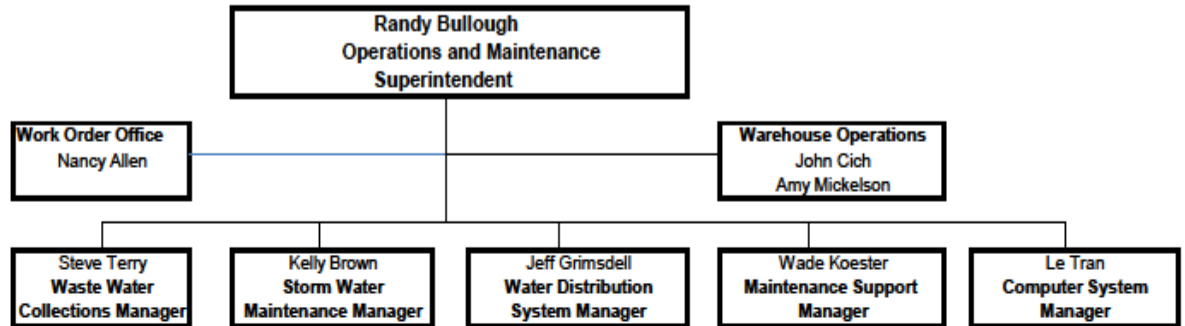 Randy Bullough
Operations and Maintenance
Superintendent
Work Order Office
Nancy Allen
Warehouse Operations
John Cich
Amy Mickelson
Steve Terry
Waste Water
Collections Manager
Kelly Brown
Storm Water
Maintenance Manager
Jeff Grimsdell
Water Distribution
System Manager
Wade Koester
Maintenance Support
Manager
Le Tran
Computer System
Manager